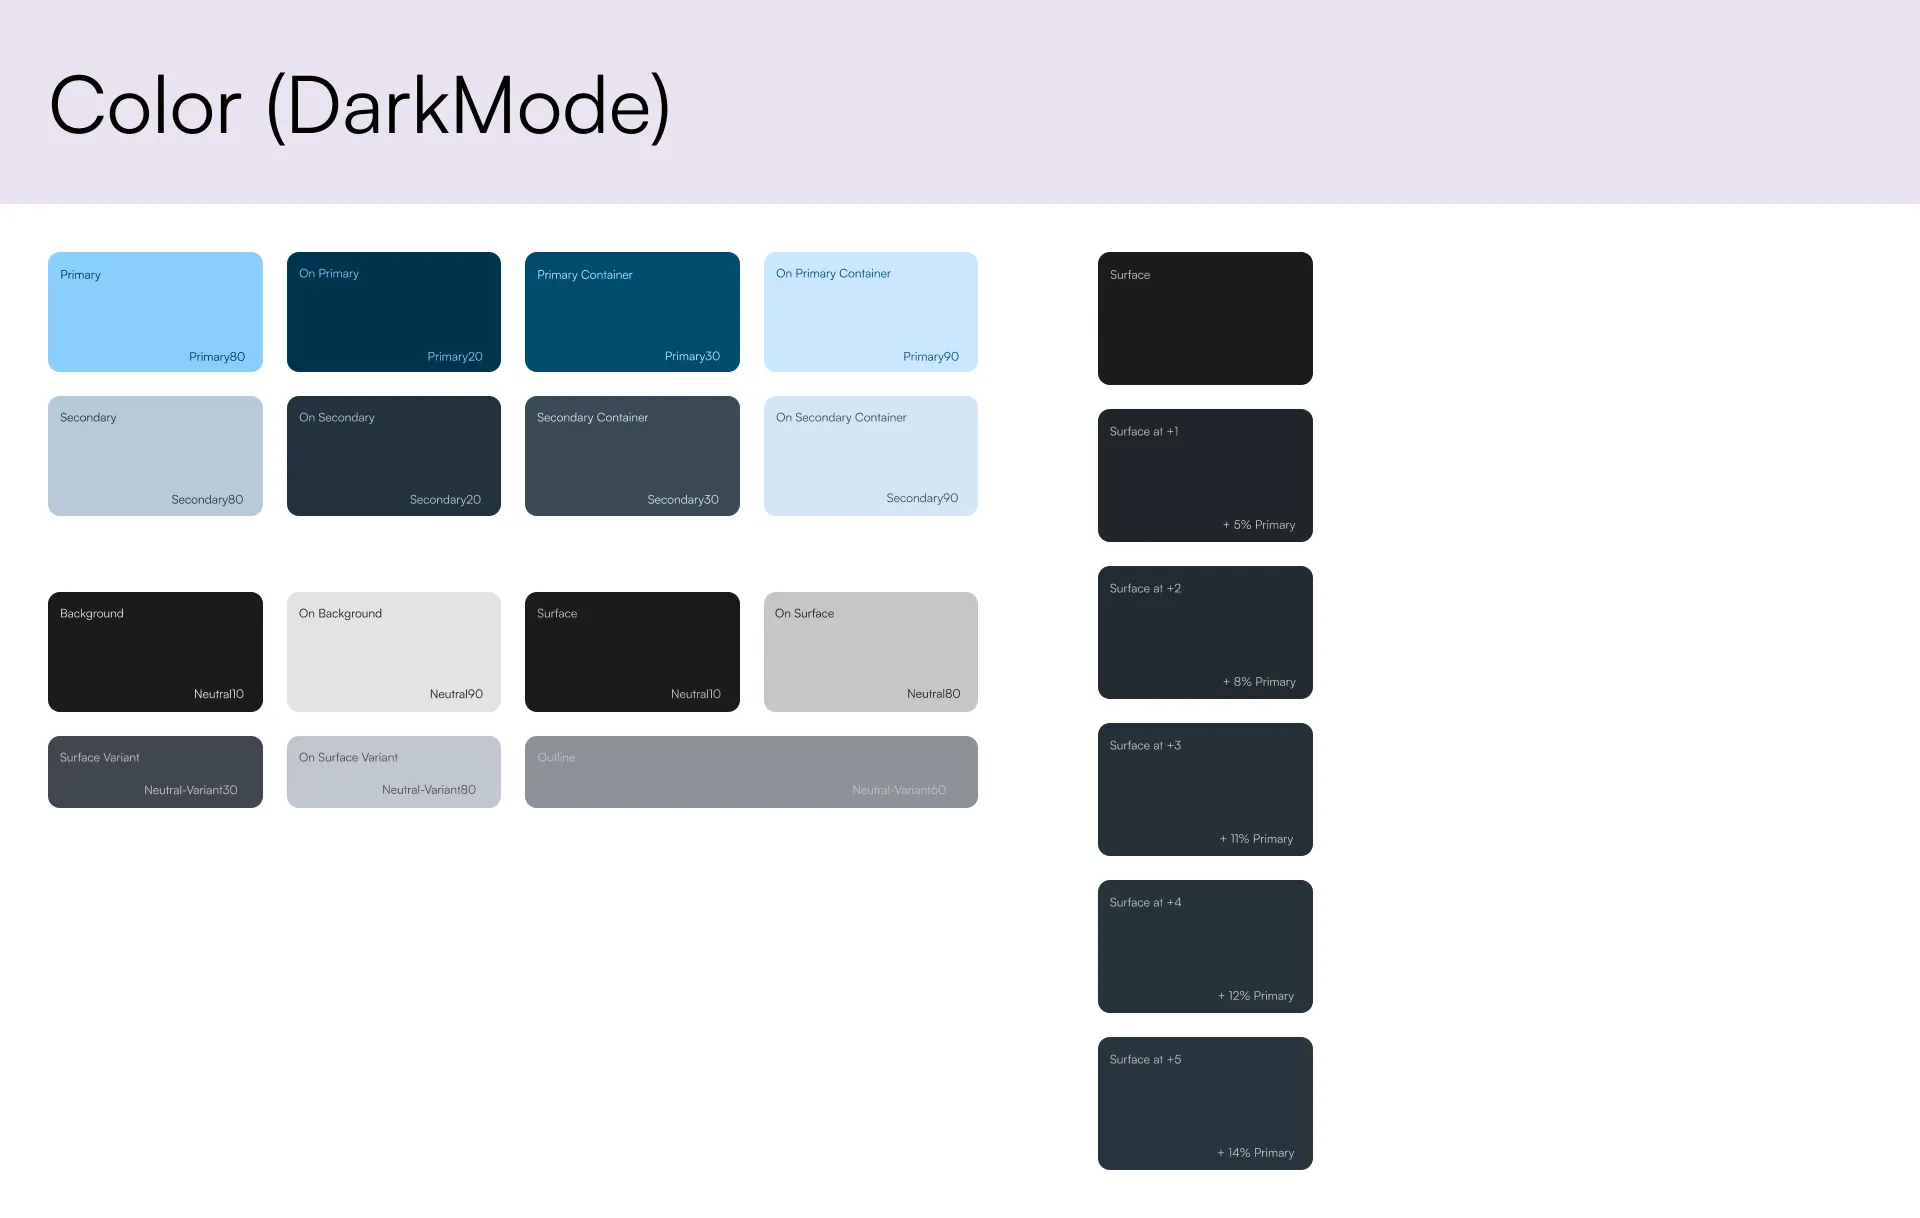 Color (DarkMode)
Primary
Primary80
On Primary
Primary20
Primary Container
Primary30
On Primary Container
Primary90
Secondary
Secondary80
On Secondary
Secondary20
Secondary Container
Secondary30
On Secondary Container
Secondary90
Background
Neutral10
On Background
Neutral90
Surface
Neutral10
On Surface
Neutral80
Surface Variant
Neutral-Variant30
On Surface Variant
Neutral-Variant80
Outline
Neutral-Variant60
Surface
Surface at +1
+ 5% Primary
Surface at +2
+ 8% Primary
Surface at +3
+ 11% Primary
Surface at +4
+ 12% Primary
Surface at +5
+ 14% Primary